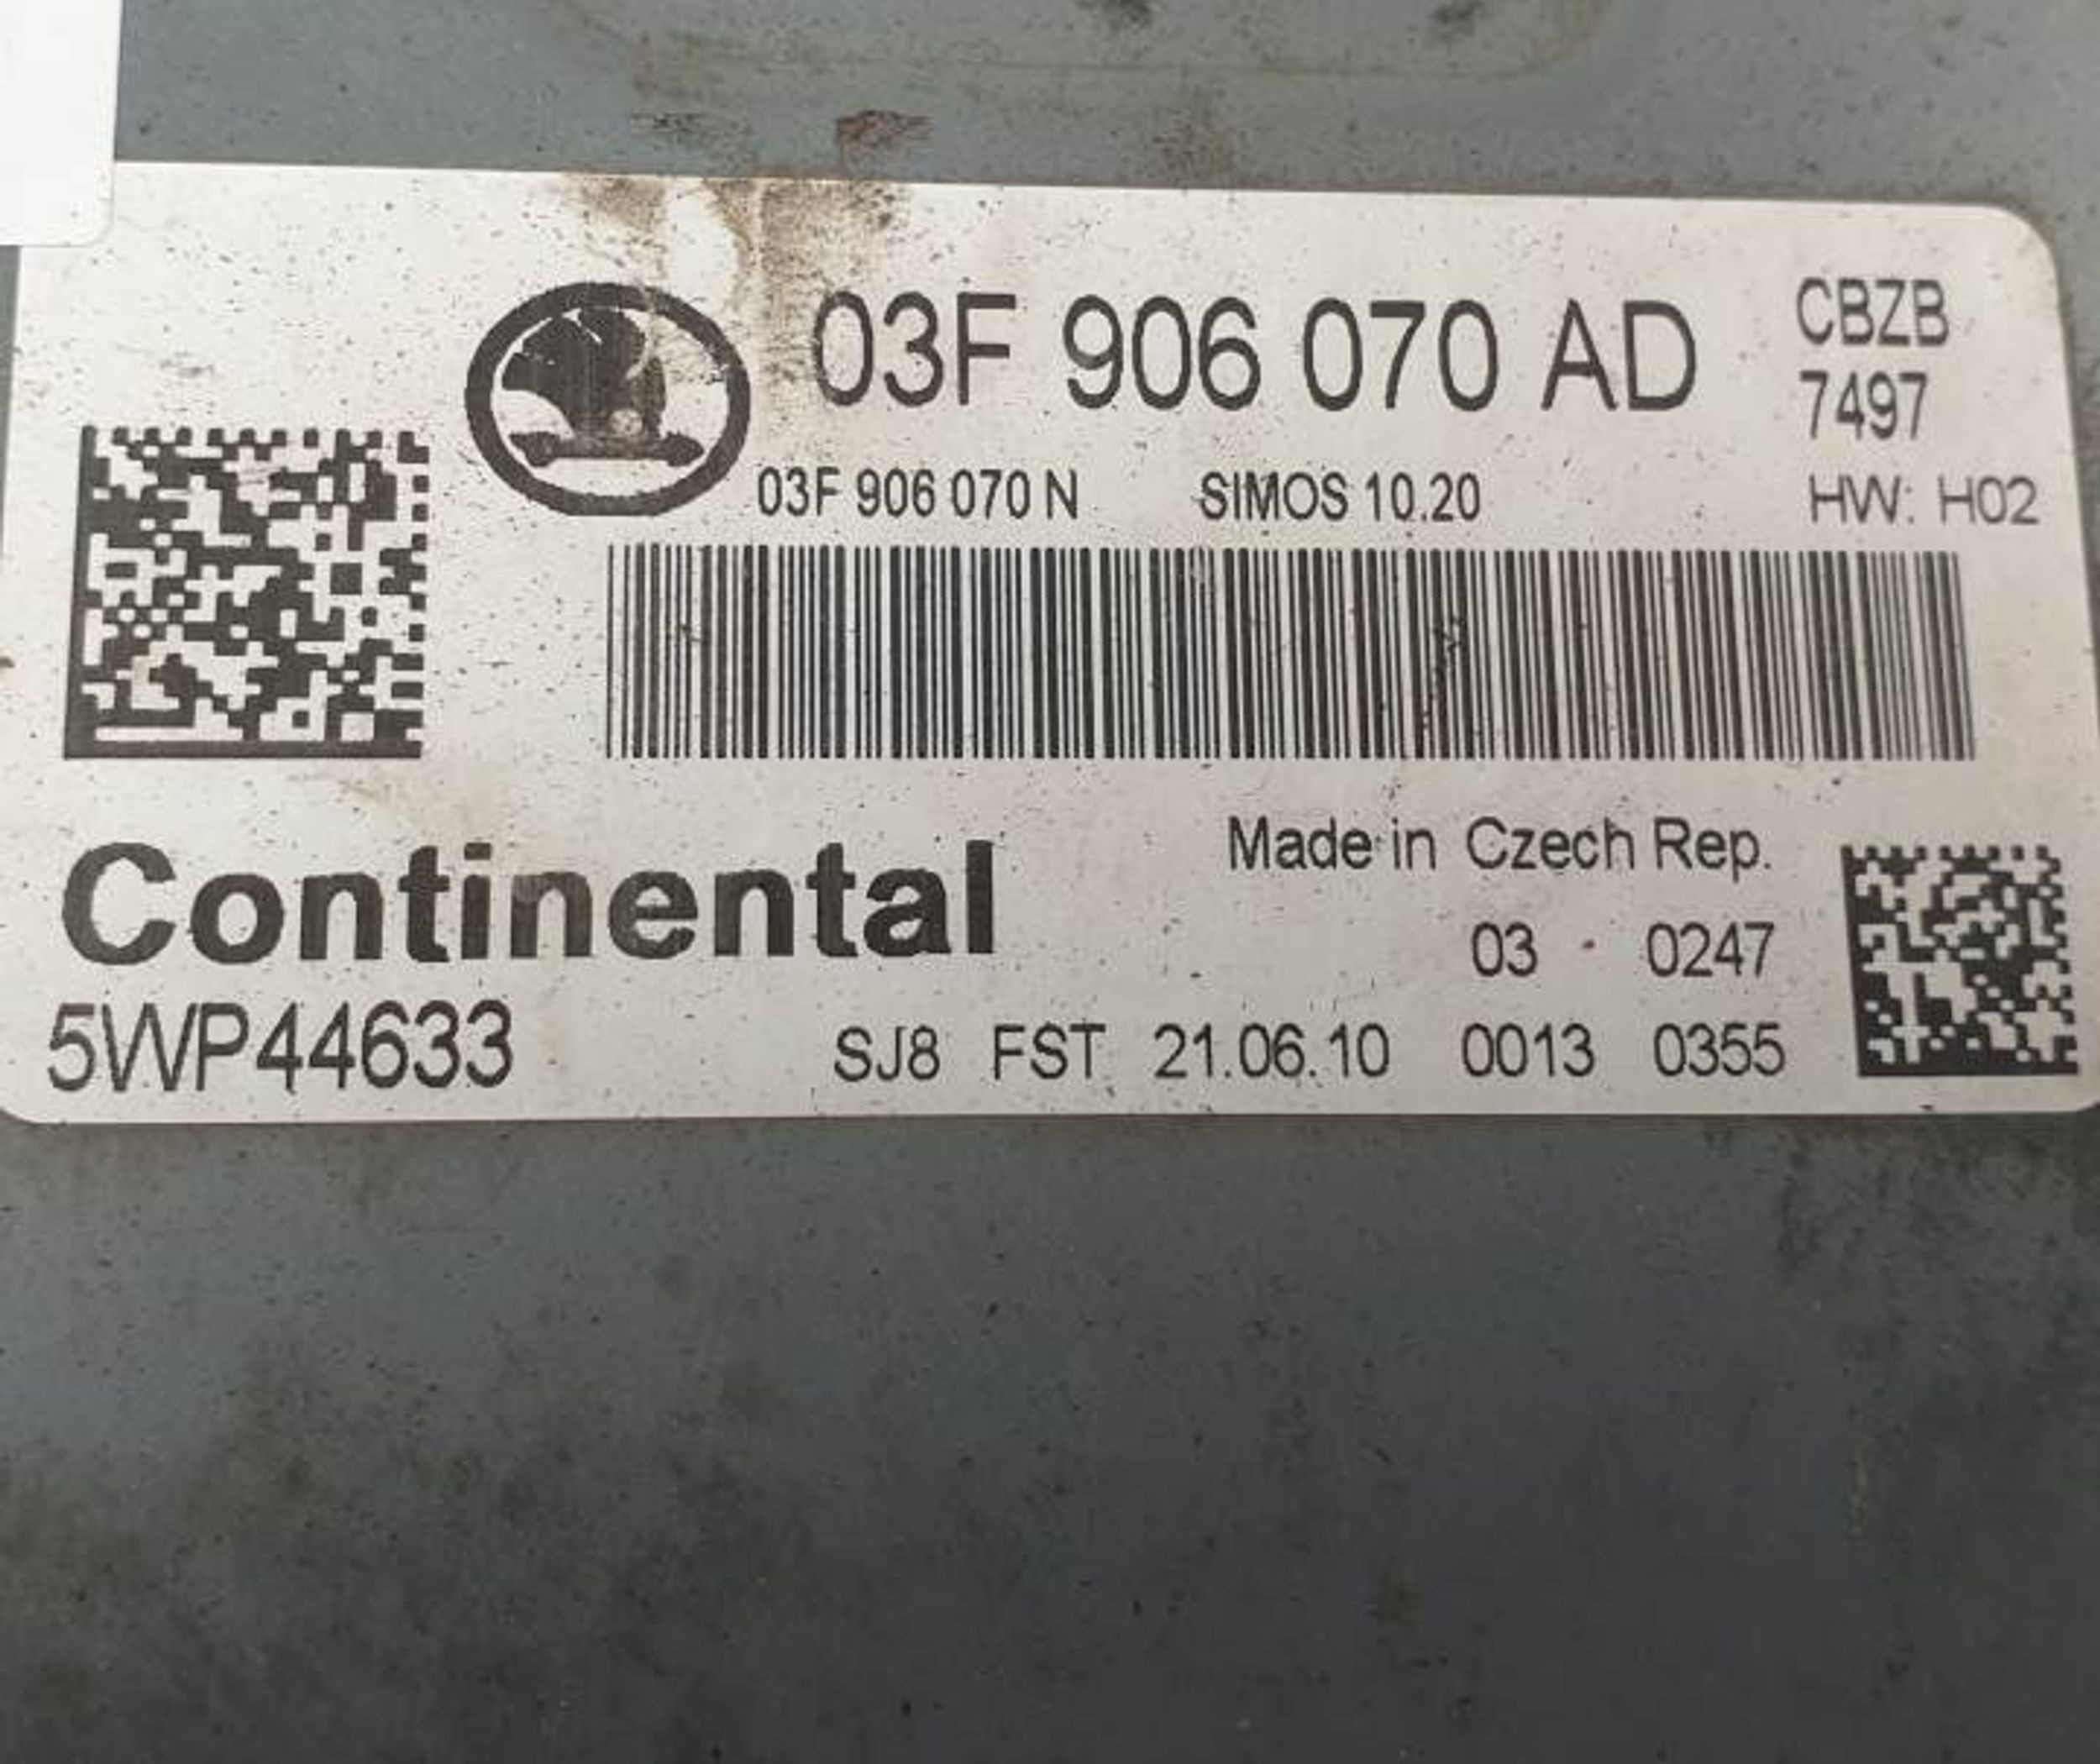 03F 906 070 AD
CBZB
7497
03F 906 070 N SIMOS 10.20 HW: H02
Continental
Made in Czech Rep.
03 0247
5WP44633 SJ8 FST 21.06.10 0013 0355